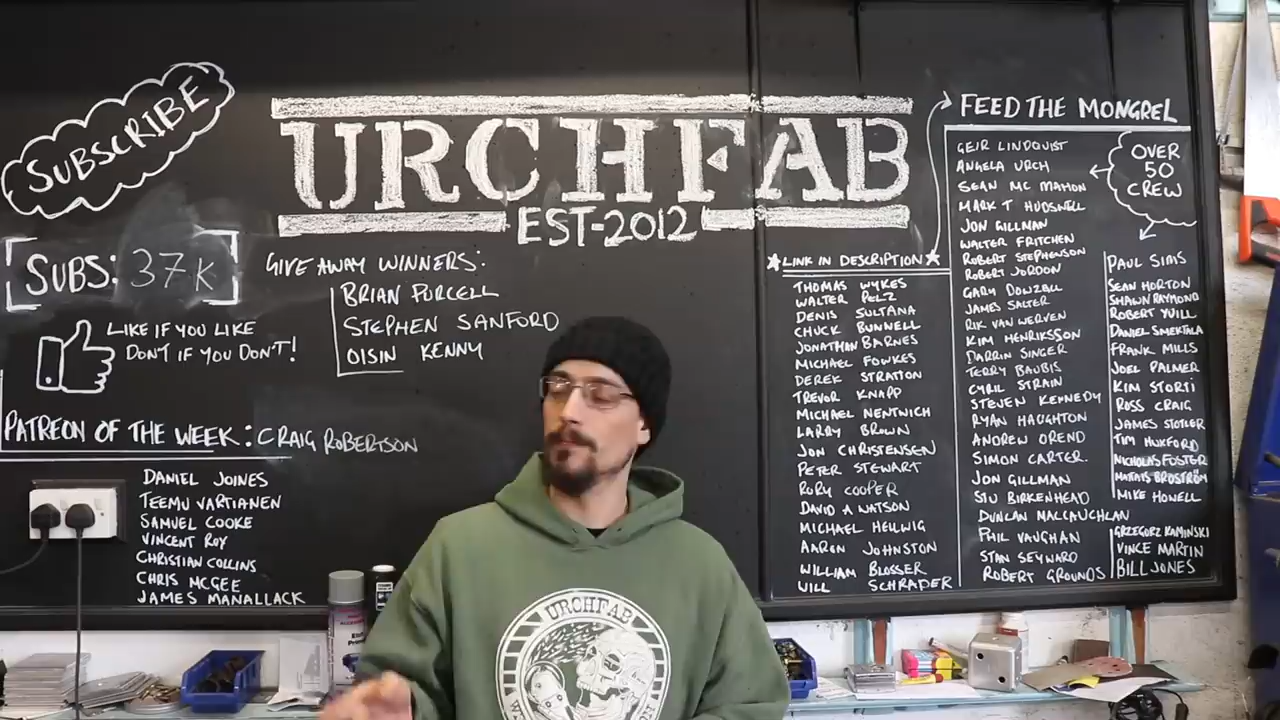 SUBSCRIBE
URCHFAB
EST-2012
SUBS: 37K
LIKE IF YOU LIKE
DON'T IF YOU DON'T!
GIVE AWAY WINNERS:
BRIAN PURCELL
STEPHEN SANFORD
OISIN KENNY
PATREON OF THE WEEK: CRAIG ROBERTSON
DANIEL JOINES
TEEMU VARTIANEN
SAMUEL COOKE
VINCENT ROY
CHRISTIAN COLLINS
CHRIS MCGEE
JAMES MANALLACK
LINK IN DESCRIPTION
THOMAS WYKES
WALTER PELZ
DENIS SULTANA
CHUCK BUNNELL
JONATHAN BARNES
MICHAEL FOWKES
DEREK STRATTON
TREVOR KNAPP
MICHAEL NENTWICH
LARRY BROWN
JON CHRISTENSEN
PETER STEWART
RORY COOPER
DAVID A WATSON
MICHAEL HELWIG
AARON JOHNSTON
WILLIAM BLOSSER
WILL SCHRADER
FEED THE MONGREL
GEIR LINDQUIST
ANGELA URCH
SEAN MC MAHON
MARK T HUDSWELL
JON GILLMAN
WALTER FRITCHEN
ROBERT STEPHENSON
ROBERT JORDON
GARY DOWZALL
JAMES SALTER
RIK VAN WERVEN
KIM HENRIKSSON
DARRIN SINGER
TERRY BAUBIS
CYRIL STRAIN
STEVEN KENNEDY
RYAN HAUGHTON
ANDREW OREND
SIMON CARTER.
JON GILLMAN
STU BIRKENHEAD
DUNCAN MACCAUCHLAN
PHIL VAUGHAN
STAN SEYWARD
ROBERT GROUNDS
OVER
50
CREW
PAUL SIMS
SEAN HORTON
SHAWN RAYMOND
ROBERT YUILL
DANIEL SMEKTALA
FRANK MILLS
JOEL PALMER
KIM STORTI
ROSS CRAIG
JAMES STOTLER
TIM HUXFORD
NICHOLAS FOSTER
MATTAIS BROSTRÖM
MIKE HOWELL
GRZEGORZ KAMINSKI
VINCE MARTIN
BILL JONES
URCHFAB